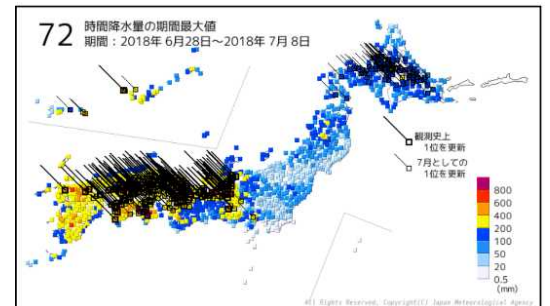 72 時間降水量の期間最大値
期間：2018年 6月28日～2018年 7月 8日
観測史上
1位を更新
7月としての
1位を更新
800
600
400
200
100
50
20
0.5
(mm)
All Rights Reserved, Copyright(C) Japan Meteorological Agency